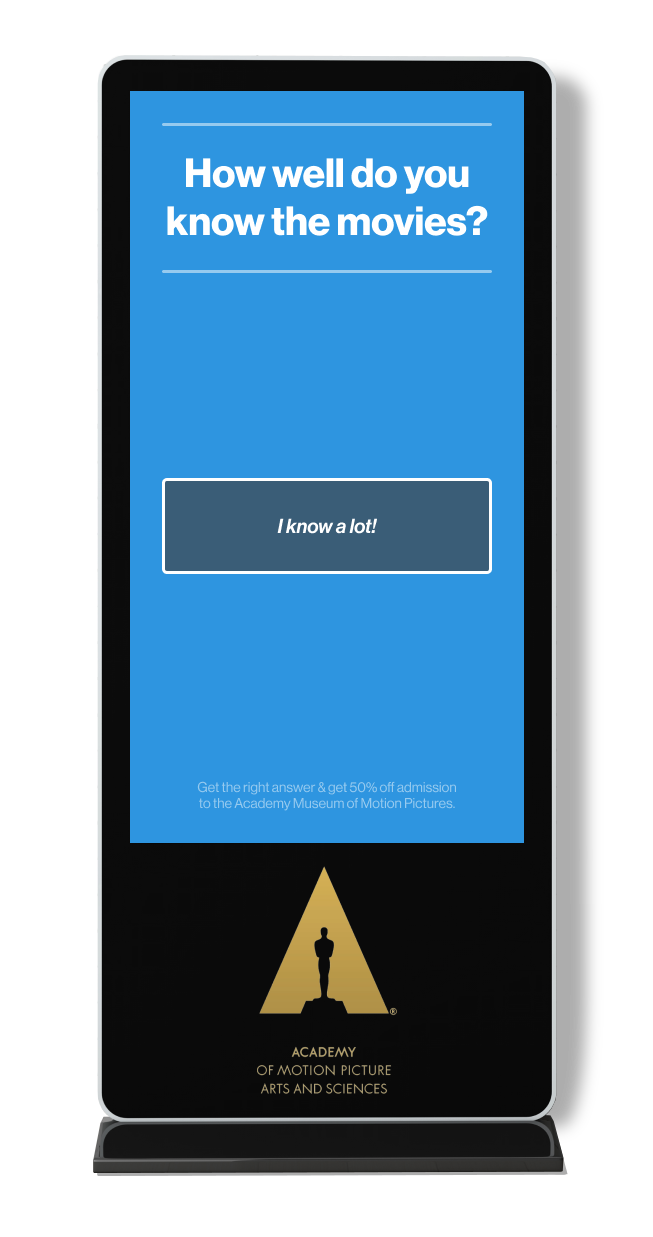 How well do you
know the movies?
I know a lot!
Get the right answer & get 50% off admission
to the Academy Museum of Motion Pictures.
®
ACADEMY
OF MOTION PICTURE
ARTS AND SCIENCES